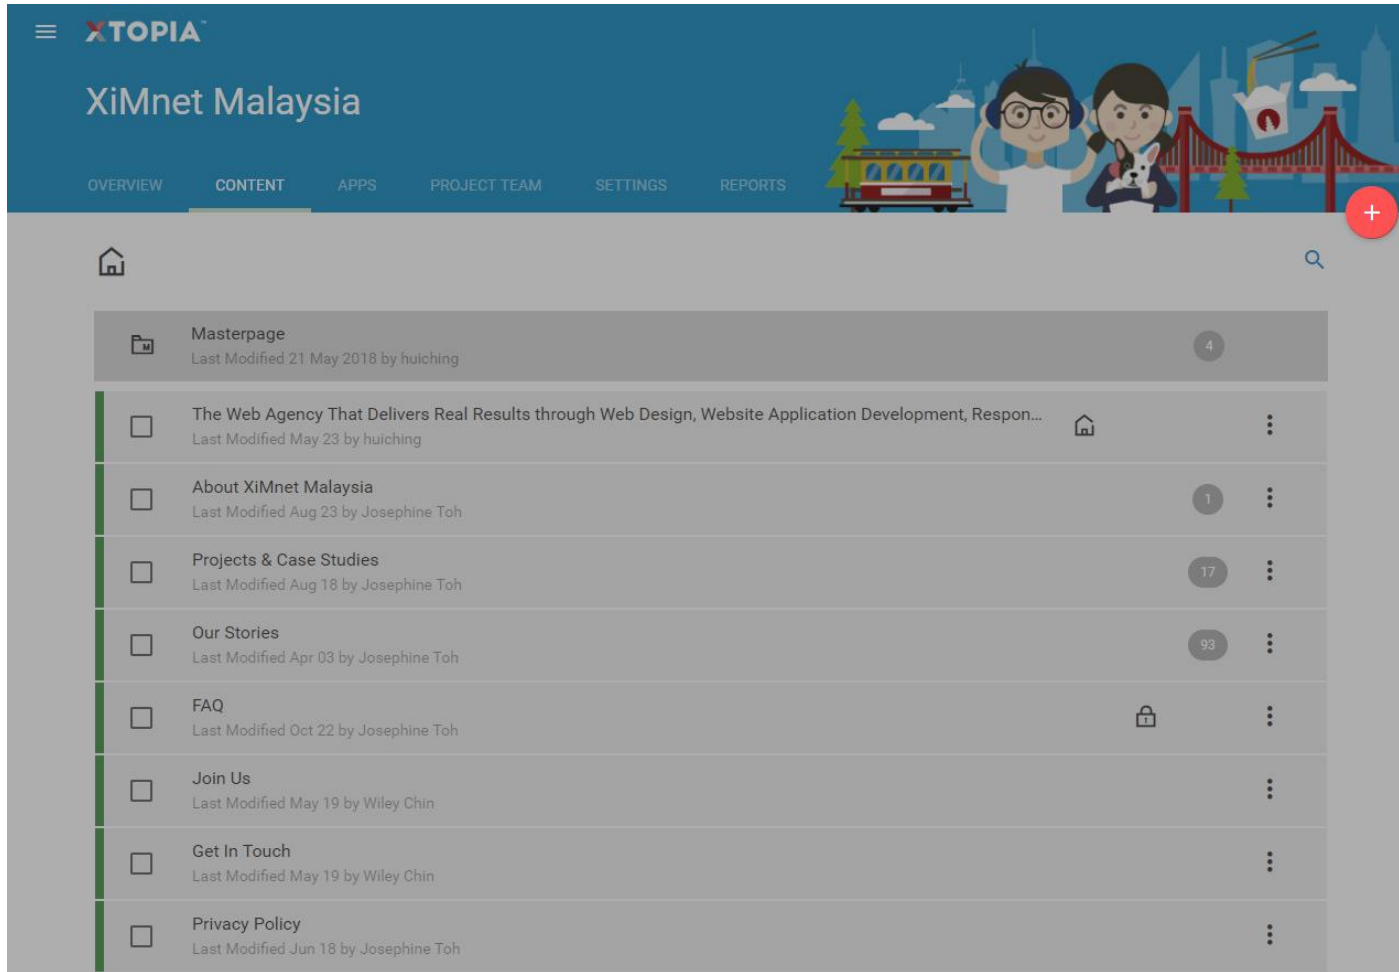 XTOPIA™
XiMnet Malaysia
OVERVIEW CONTENT APPS PROJECT TEAM SETTINGS REPORTS
+
Masterpage
Last Modified 21 May 2018 by huiching
4
The Web Agency That Delivers Real Results through Web Design, Website Application Development, Respon...
Last Modified May 23 by huiching
About XiMnet Malaysia
Last Modified Aug 23 by Josephine Toh
1
Projects & Case Studies
Last Modified Aug 18 by Josephine Toh
17
Our Stories
Last Modified Apr 03 by Josephine Toh
93
FAQ
Last Modified Oct 22 by Josephine Toh
Join Us
Last Modified May 19 by Wiley Chin
Get In Touch
Last Modified May 19 by Wiley Chin
Privacy Policy
Last Modified Jun 18 by Josephine Toh